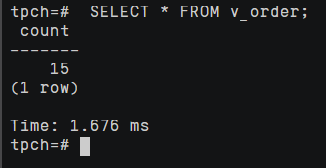 tpch=#  SELECT * FROM v_order;
 count
-------
    15
(1 row)

Time: 1.676 ms
tpch=#